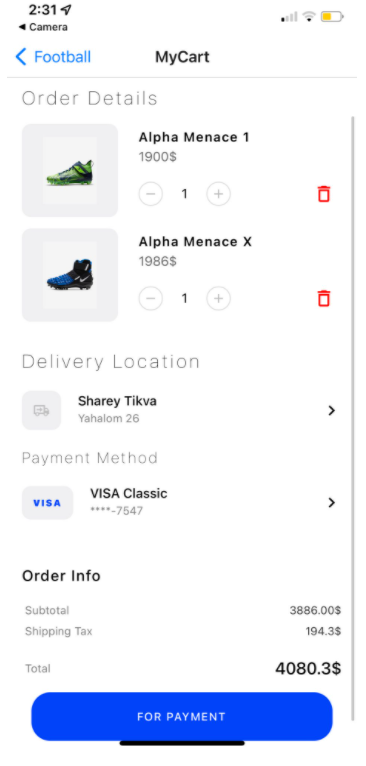 2:31
Camera
Football
MyCart
Order Details
Alpha Menace 1
1900$
1
Alpha Menace X
1986$
1
Delivery Location
Sharey Tikva
Yahalom 26
Payment Method
VISA
VISA Classic
****-7547
Order Info
Subtotal 3886.00$
Shipping Tax 194.3$
Total 4080.3$
FOR PAYMENT